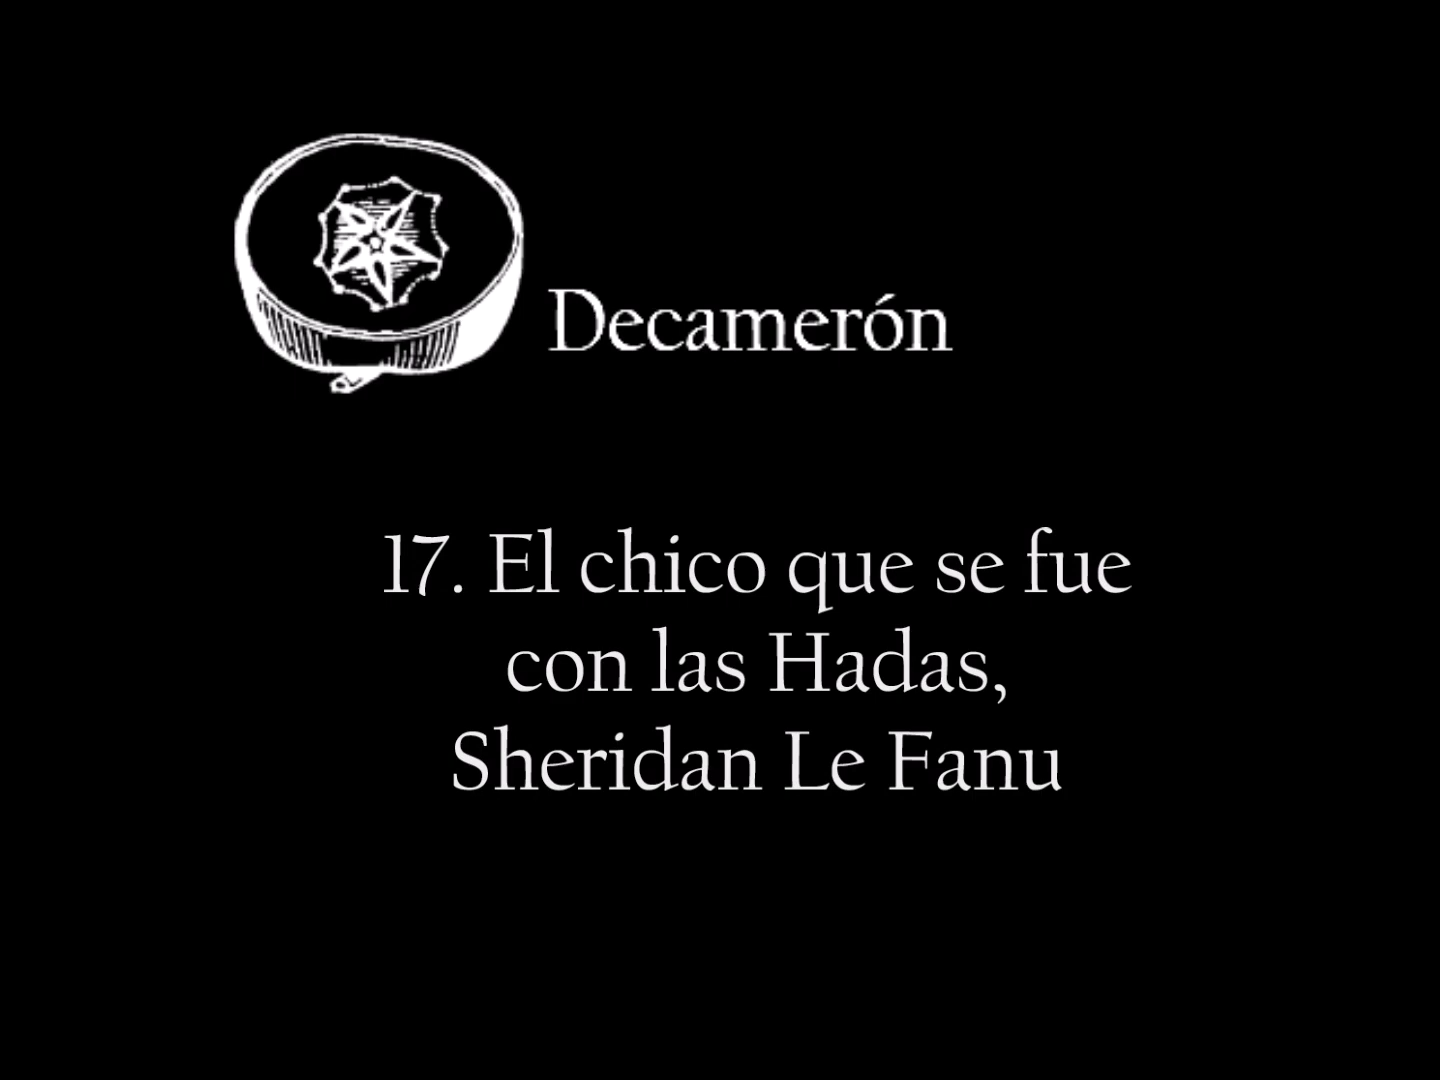 Decamerón
17. El chico que se fue
con las Hadas,
Sheridan Le Fanu